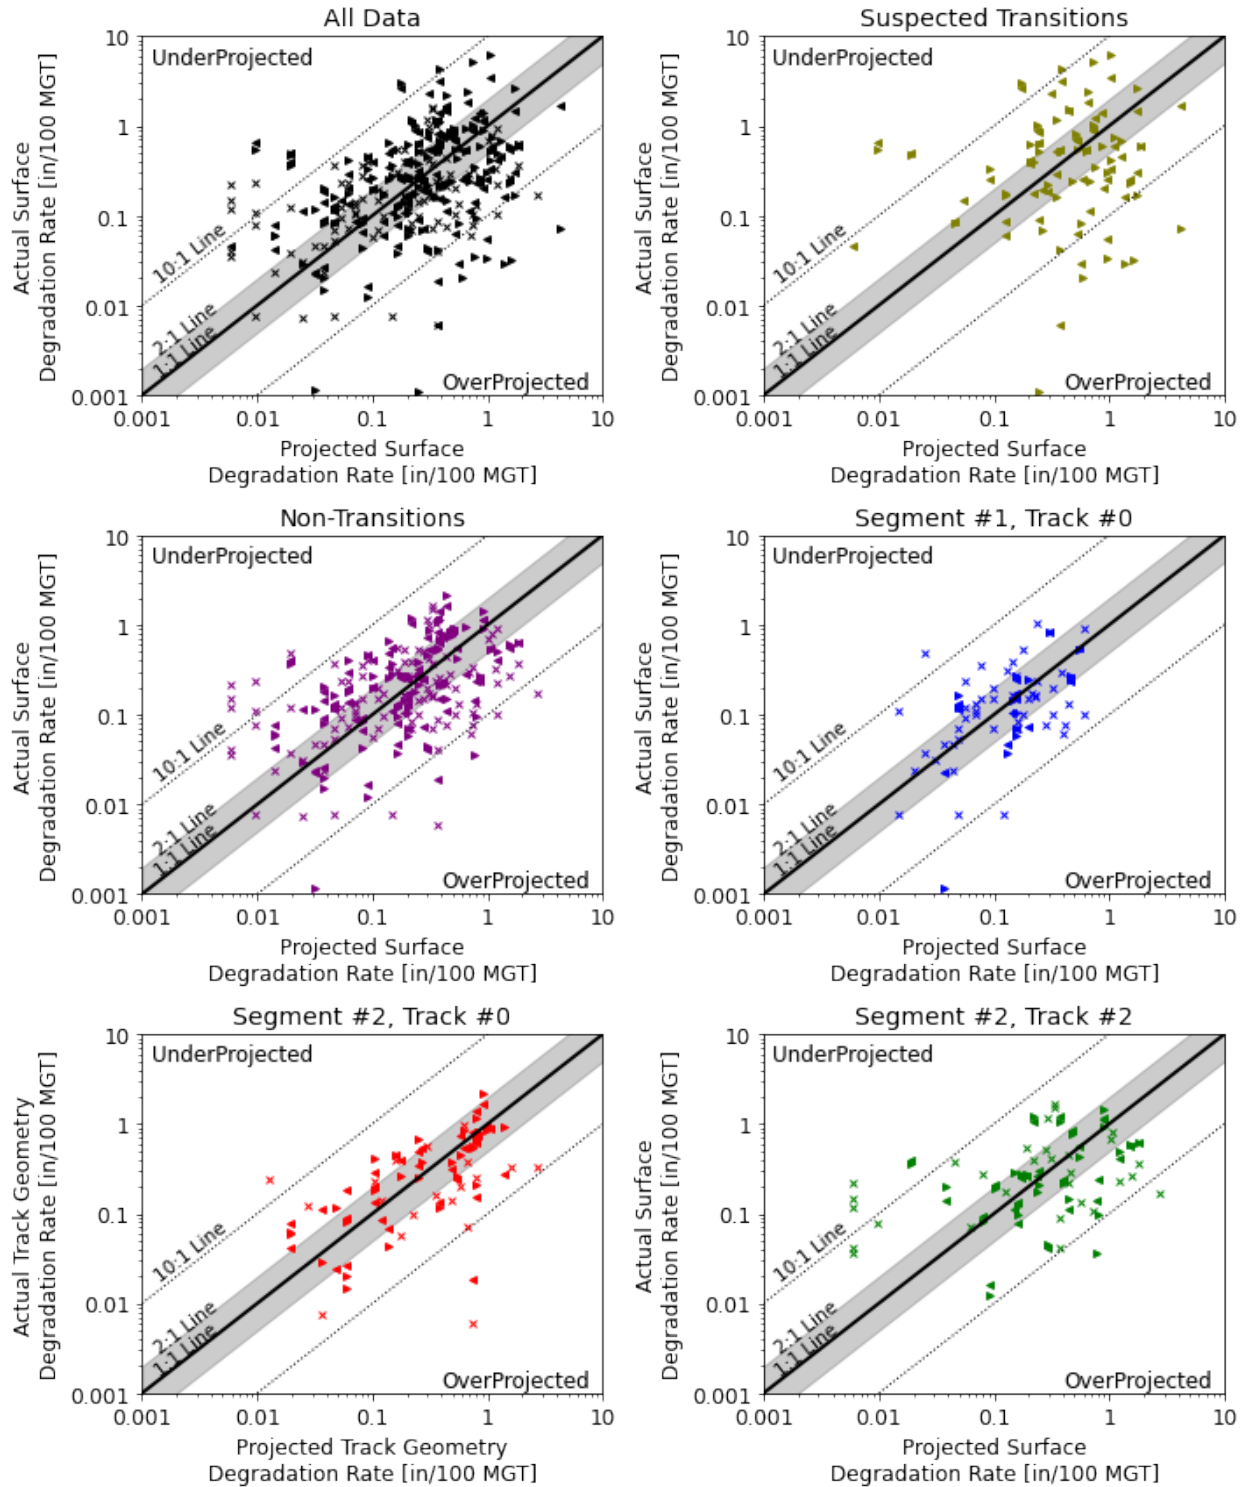 All Data
10
1
0.1
0.01
0.001
Actual Surface
Degradation Rate [in/100 MGT]
UnderProjected
10:1 Line
2:1 Line
1:1 Line
OverProjected
0.001 0.01 0.1 1 10
Projected Surface
Degradation Rate [in/100 MGT]
Suspected Transitions
10
1
0.1
0.01
0.001
Actual Surface
Degradation Rate [in/100 MGT]
UnderProjected
10:1 Line
2:1 Line
1:1 Line
OverProjected
0.001 0.01 0.1 1 10
Projected Surface
Degradation Rate [in/100 MGT]
Non-Transitions
10
1
0.1
0.01
0.001
Actual Surface
Degradation Rate [in/100 MGT]
UnderProjected
10:1 Line
2:1 Line
1:1 Line
OverProjected
0.001 0.01 0.1 1 10
Projected Surface
Degradation Rate [in/100 MGT]
Segment #1, Track #0
10
1
0.1
0.01
0.001
Actual Surface
Degradation Rate [in/100 MGT]
UnderProjected
10:1 Line
2:1 Line
1:1 Line
OverProjected
0.001 0.01 0.1 1 10
Projected Surface
Degradation Rate [in/100 MGT]
Segment #2, Track #0
10
1
0.1
0.01
0.001
Actual Track Geometry
Degradation Rate [in/100 MGT]
UnderProjected
10:1 Line
2:1 Line
1:1 Line
OverProjected
0.001 0.01 0.1 1 10
Projected Track Geometry
Degradation Rate [in/100 MGT]
Segment #2, Track #2
10
1
0.1
0.01
0.001
Actual Surface
Degradation Rate [in/100 MGT]
UnderProjected
10:1 Line
2:1 Line
1:1 Line
OverProjected
0.001 0.01 0.1 1 10
Projected Surface
Degradation Rate [in/100 MGT]